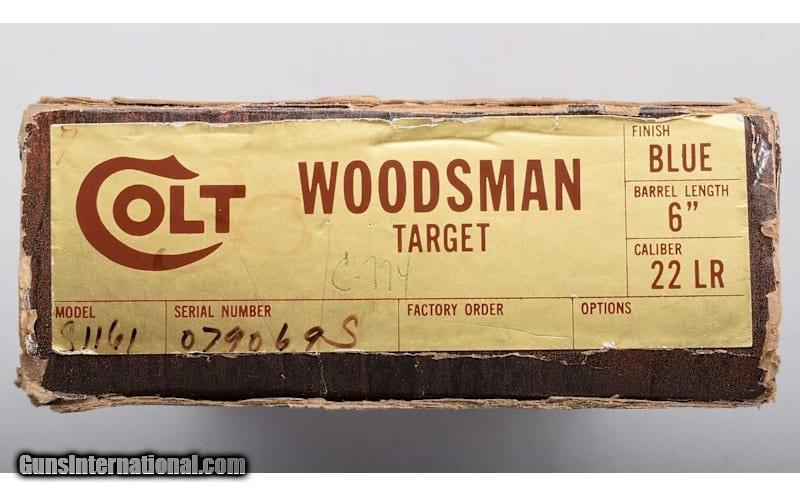 COLT
WOODSMAN
TARGET
C-774
FINISH
BLUE
BARREL LENGTH
6”
CALIBER
22 LR
MODEL
S1161
SERIAL NUMBER
079069S
FACTORY ORDER
OPTIONS
GunsInternational.com